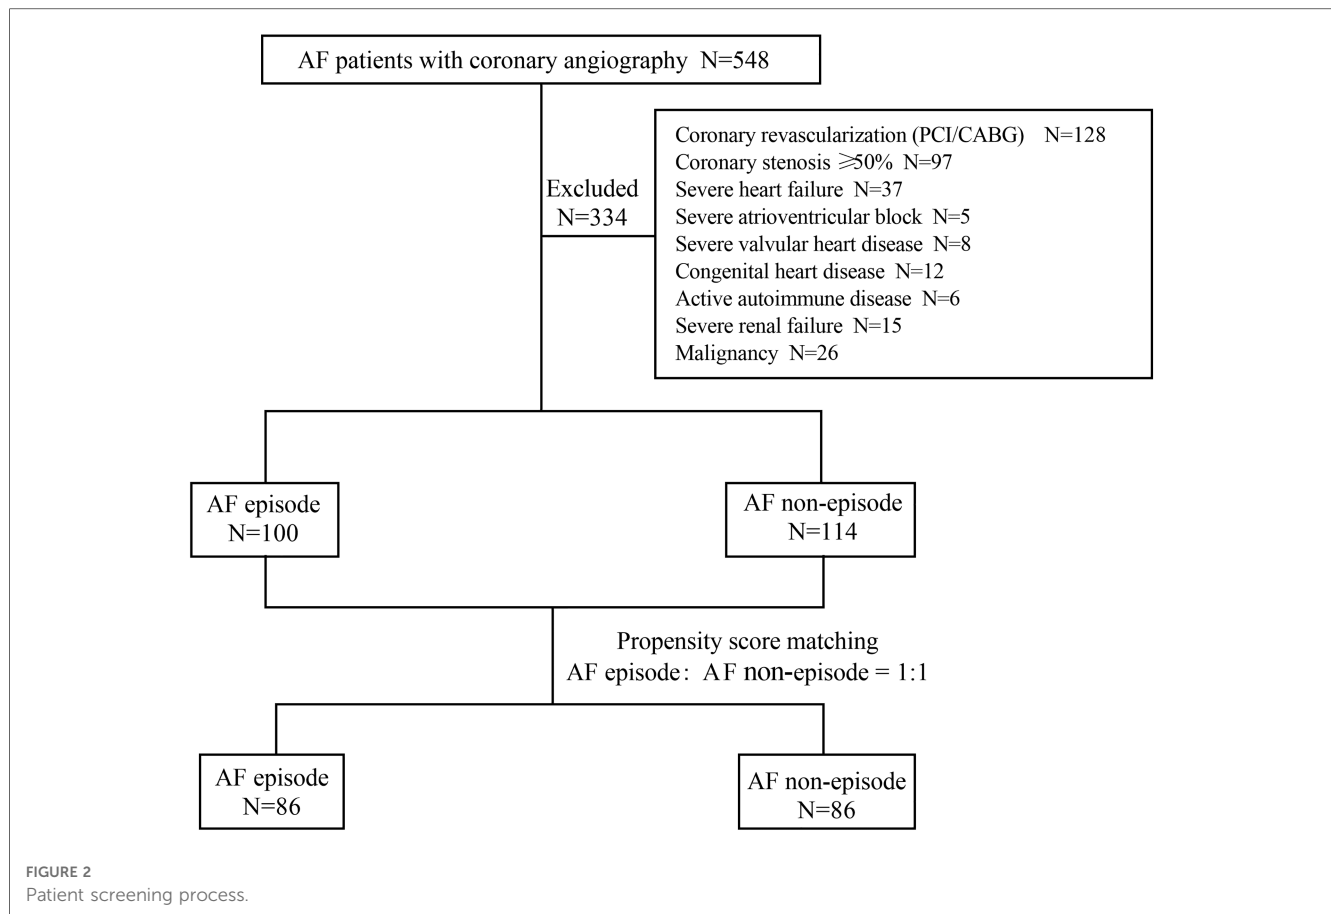 AF patients with coronary angiography N=548
Coronary revascularization (PCI/CABG) N=128
Coronary stenosis ⩾50% N=97
Severe heart failure N=37
Severe atrioventricular block N=5
Severe valvular heart disease N=8
Congenital heart disease N=12
Active autoimmune disease N=6
Severe renal failure N=15
Malignancy N=26
Excluded
N=334
AF episode
N=100
AF non-episode
N=114
Propensity score matching
AF episode: AF non-episode = 1:1
AF episode
N=86
AF non-episode
N=86
FIGURE 2
Patient screening process.